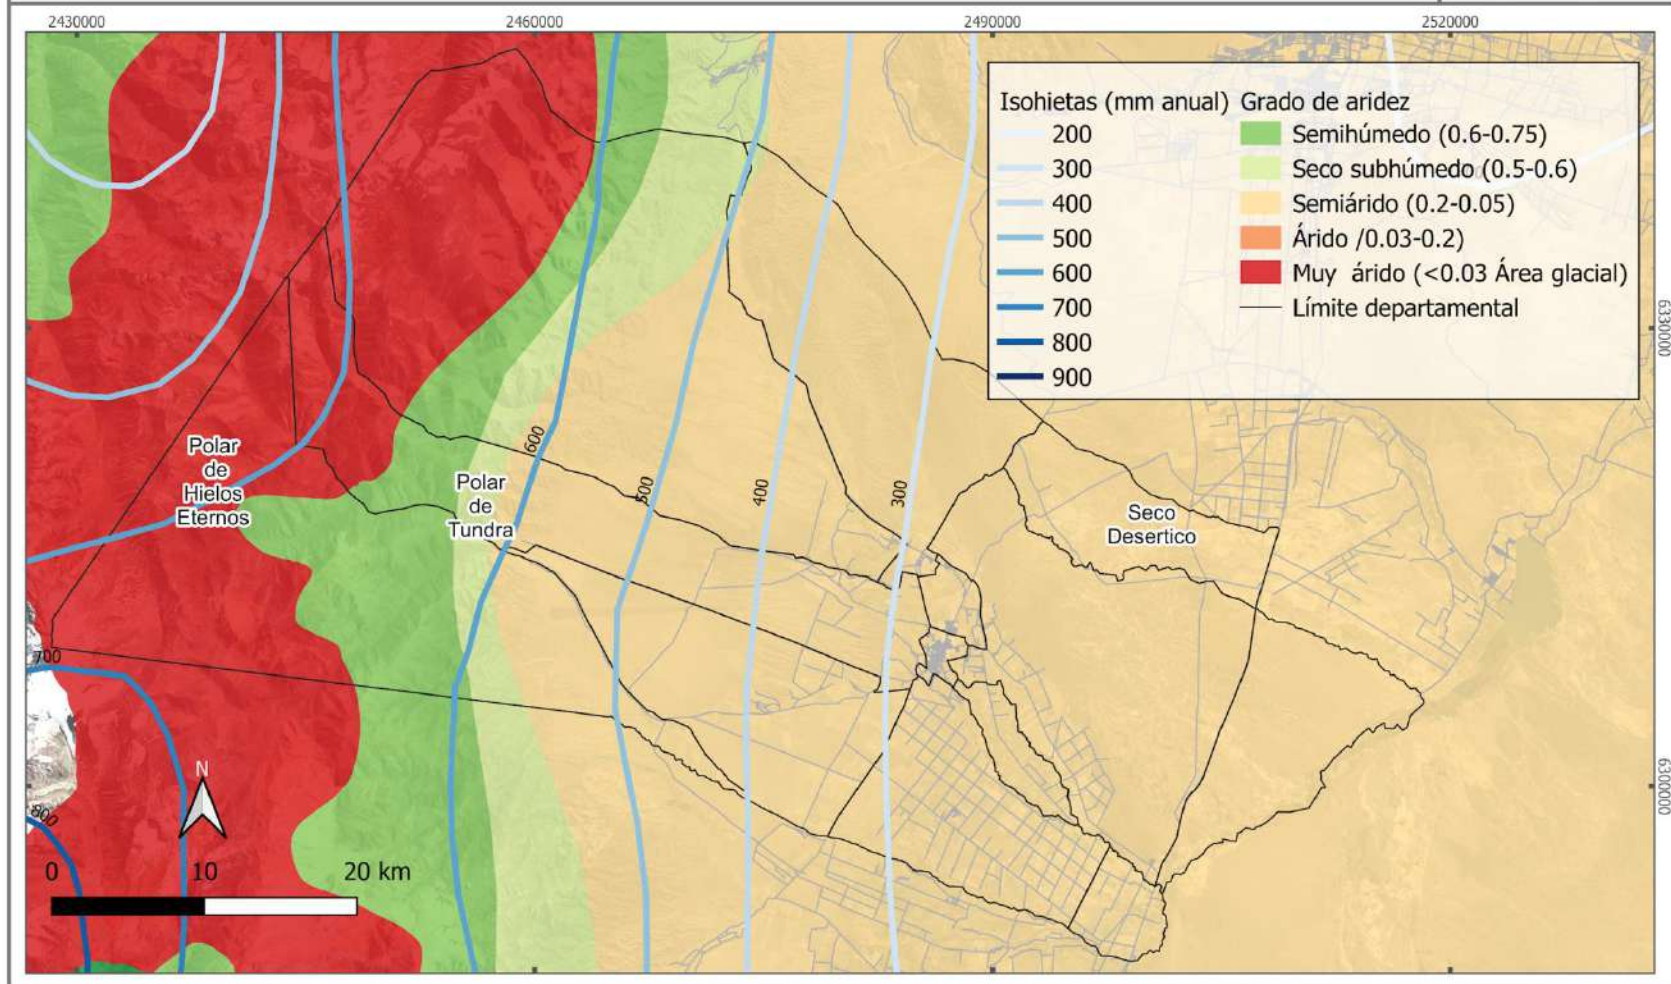 2430000
2460000
2490000
2520000
Isohietas (mm anual)
200
300
400
500
600
700
800
900
Grado de aridez
Semihúmedo (0.6-0.75)
Seco subhúmedo (0.5-0.6)
Semiárido (0.2-0.05)
Árido /0.03-0.2)
Muy árido (<0.03 Área glacial)
Límite departamental
6330000
6300000
Polar
de
Hielos
Eternos
Polar
de
Tundra
Seco
Desertico
600
500
400
300
700
800
N
0
10
20 km